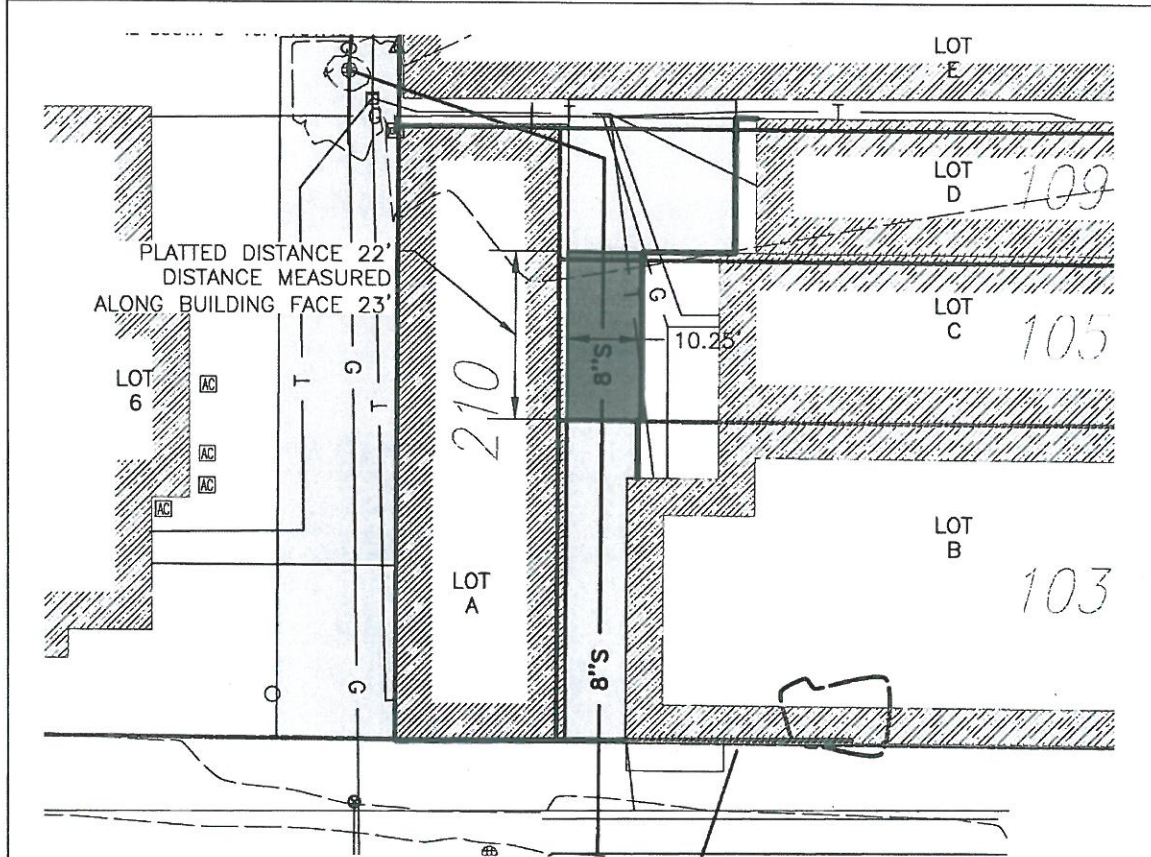 LOT
E
LOT
D
109
PLATTED DISTANCE 22'
DISTANCE MEASURED
ALONG BUILDING FACE 23'
LOT
C
105
10.25'
8"S
210
LOT
6
AC
AC
AC
AC
LOT
A
LOT
B
103
8"S
G
G
G
G
G
T
T
T
T
T